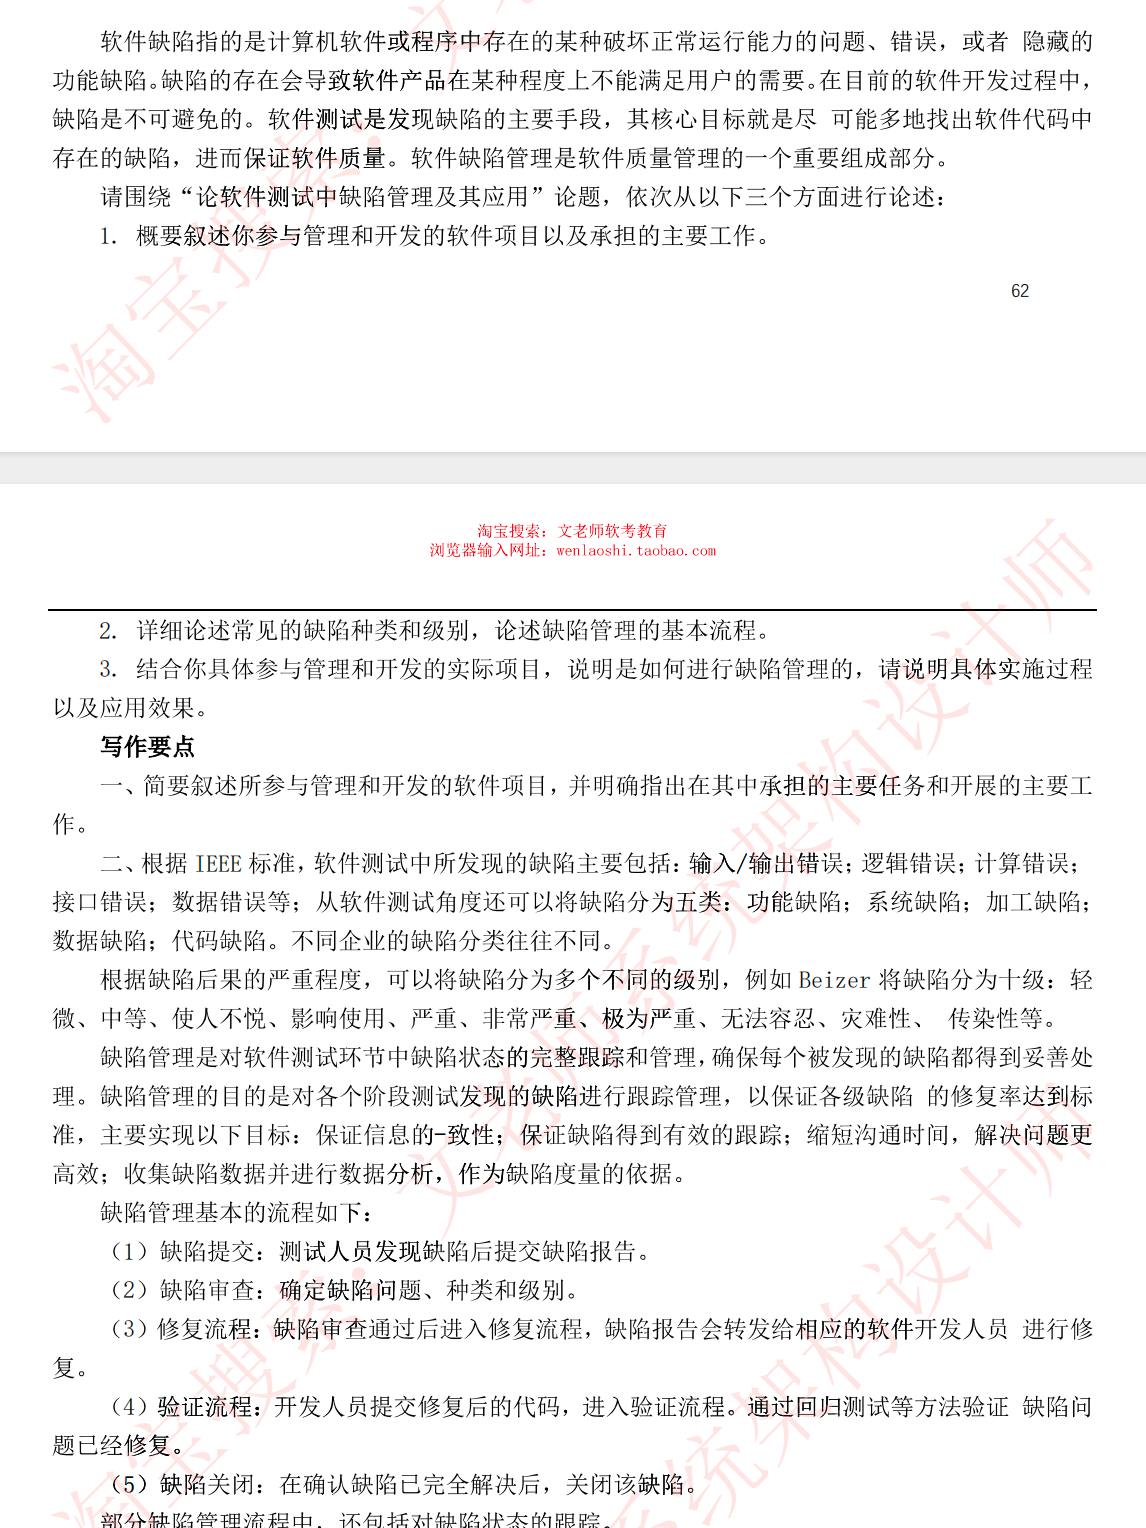 软件缺陷指的是计算机软件或程序中存在的某种破坏正常运行能力的问题、错误，或者 隐藏的
功能缺陷。缺陷的存在会导致软件产品在某种程度上不能满足用户的需要。在目前的软件开发过程中，
缺陷是不可避免的。软件测试是发现缺陷的主要手段，其核心目标就是尽 可能多地找出软件代码中
存在的缺陷，进而保证软件质量。软件缺陷管理是软件质量管理的一个重要组成部分。
请围绕“论软件测试中缺陷管理及其应用”论题，依次从以下三个方面进行论述：
1. 概要叙述你参与管理和开发的软件项目以及承担的主要工作。
62
淘宝搜索：
淘宝搜索：文老师软考教育
浏览器输入网址：wenlaoshi.taobao.com
2. 详细论述常见的缺陷种类和级别，论述缺陷管理的基本流程。
3. 结合你具体参与管理和开发的实际项目，说明是如何进行缺陷管理的，请说明具体实施过程
以及应用效果。
写作要点
一、简要叙述所参与管理和开发的软件项目，并明确指出在其中承担的主要任务和开展的主要工
作。
二、根据 IEEE 标准，软件测试中所发现的缺陷主要包括：输入/输出错误；逻辑错误；计算错误；
接口错误；数据错误等；从软件测试角度还可以将缺陷分为五类：功能缺陷；系统缺陷；加工缺陷；
数据缺陷；代码缺陷。不同企业的缺陷分类往往不同。
根据缺陷后果的严重程度，可以将缺陷分为多个不同的级别，例如 Beizer 将缺陷分为十级：轻
微、中等、使人不悦、影响使用、严重、非常严重、极为严重、无法容忍、灾难性、 传染性等。
缺陷管理是对软件测试环节中缺陷状态的完整跟踪和管理，确保每个被发现的缺陷都得到妥善处
理。缺陷管理的目的是对各个阶段测试发现的缺陷进行跟踪管理，以保证各级缺陷 的修复率达到标
准，主要实现以下目标：保证信息的-致性；保证缺陷得到有效的跟踪；缩短沟通时间，解决问题更
高效；收集缺陷数据并进行数据分析，作为缺陷度量的依据。
缺陷管理基本的流程如下：
（1）缺陷提交：测试人员发现缺陷后提交缺陷报告。
（2）缺陷审查：确定缺陷问题、种类和级别。
（3）修复流程：缺陷审查通过后进入修复流程，缺陷报告会转发给相应的软件开发人员 进行修
复。
（4）验证流程：开发人员提交修复后的代码，进入验证流程。通过回归测试等方法验证 缺陷问
题已经修复。
（5）缺陷关闭：在确认缺陷已完全解决后，关闭该缺陷。
部分缺陷管理流程中，还包括对缺陷状态的跟踪。
文老师系统架构设计师
淘宝搜索：
系统架构设计师